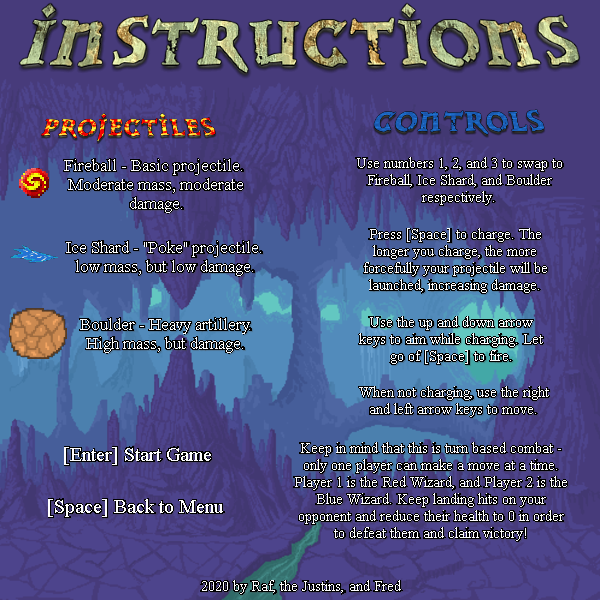 INSTRUCTIONS
PROJECTILES
Fireball - Basic projectile.
Moderate mass, moderate
damage.
Ice Shard - "Poke" projectile.
low mass, but low damage.
Boulder - Heavy artillery.
High mass, but damage.
[Enter] Start Game
[Space] Back to Menu
CONTROLS
Use numbers 1, 2, and 3 to swap to
Fireball, Ice Shard, and Boulder
respectively.
Press [Space] to charge. The
longer you charge, the more
forcefully your projectile will be
launched, increasing damage.
Use the up and down arrow
keys to aim while charging. Let
go of [Space] to fire.
When not charging, use the right
and left arrow keys to move.
Keep in mind that this is turn based combat -
only one player can make a move at a time.
Player 1 is the Red Wizard, and Player 2 is the
Blue Wizard. Keep landing hits on your
opponent and reduce their health to 0 in order
to defeat them and claim victory!
2020 by Raf, the Justins, and Fred